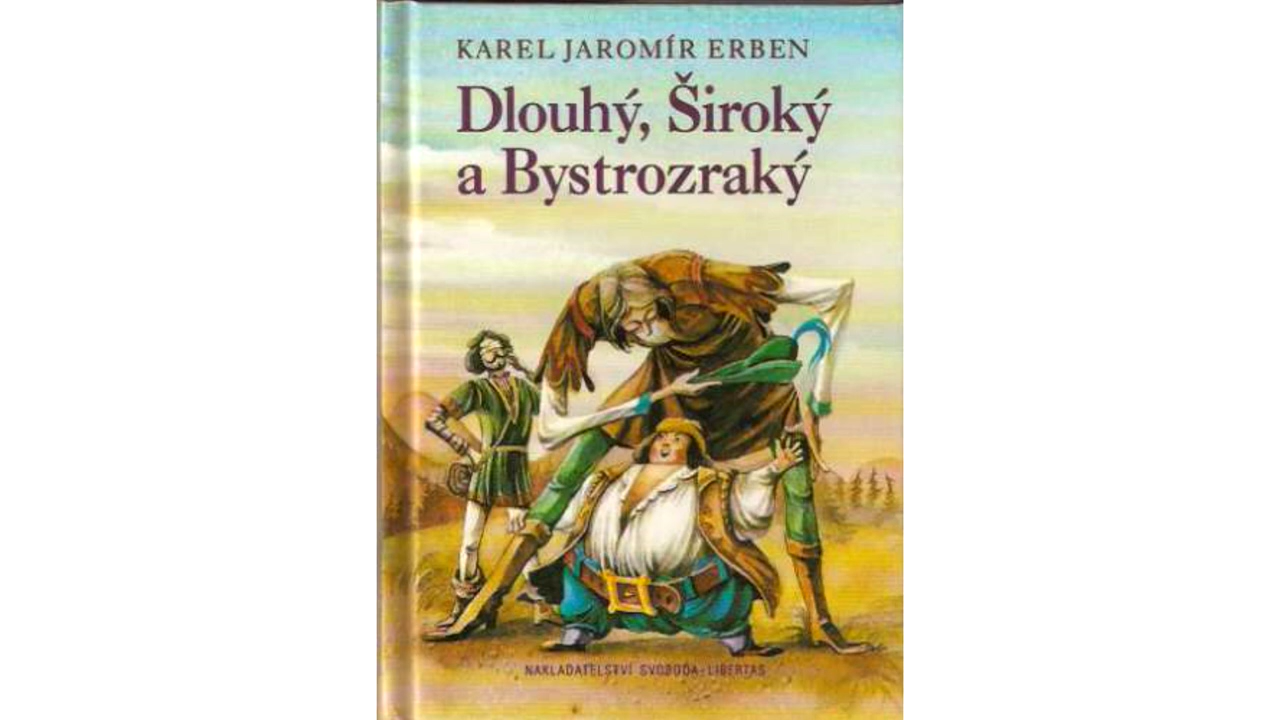 KAREL JAROMÍR ERBEN
Dlouhý, Široký
a Bystrozraký
NAKLADATELSTVÍ SVOBODA-LIBERTAS